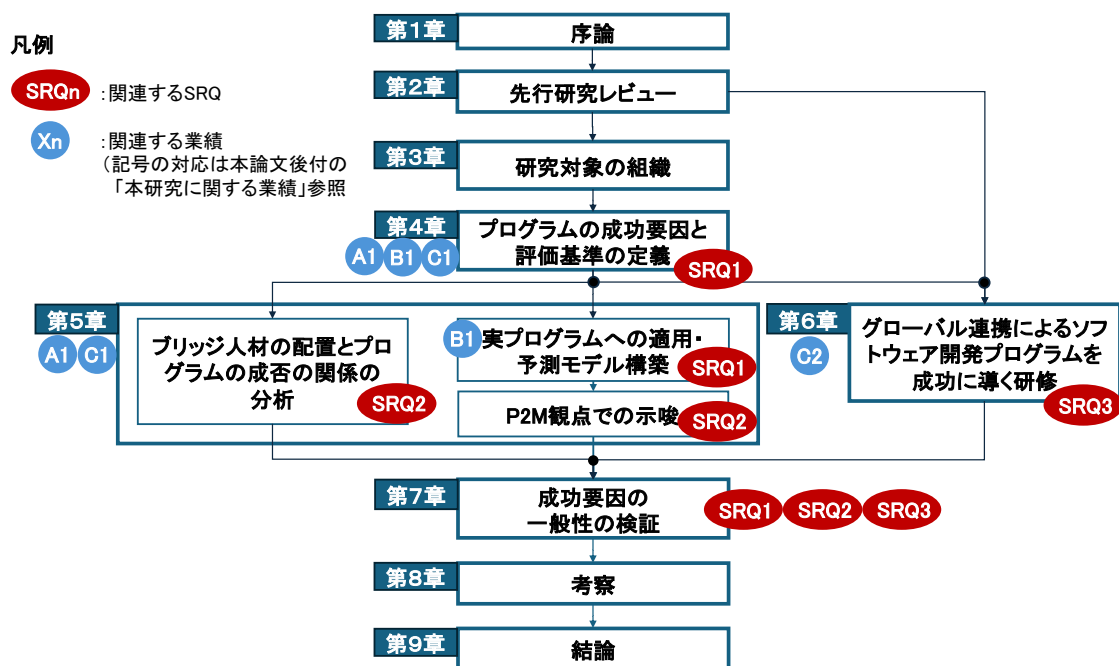 凡例
SRQn
:関連するSRQ
Xn
:関連する業績
(記号の対応は本論文後付の
「本研究に関する業績」参照
第1章
序論
第2章
先行研究レビュー
第3章
研究対象の組織
第4章
A1 B1 C1
プログラムの成功要因と
評価基準の定義
SRQ1
第5章
A1 C1
ブリッジ人材の配置とプロ
グラムの成否の関係の
分析
SRQ2
B1
実プログラムへの適用・
予測モデル構築
SRQ1
P2M観点での示唆
SRQ2
第6章
C2
グローバル連携によるソフ
トウェア開発プログラムを
成功に導く研修
SRQ3
第7章
成功要因の
一般性の検証
SRQ1 SRQ2 SRQ3
第8章
考察
第9章
結論